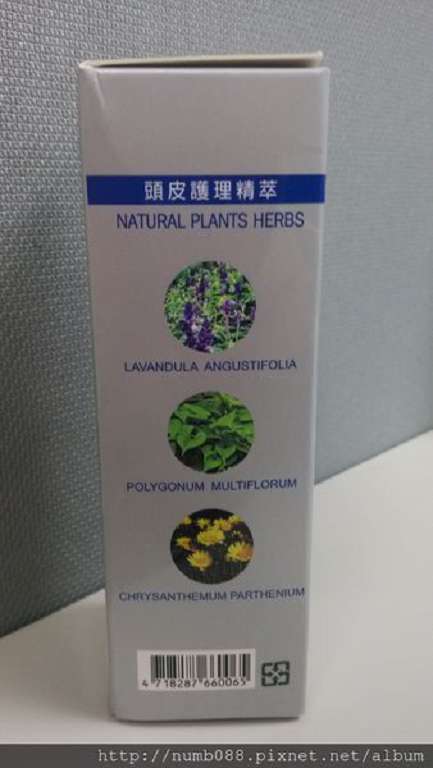 頭皮護理精萃
NATURAL PLANTS HERBS
LAVANDULA ANGUSTIFOLIA
POLYGONUM MULTIFLORUM
CHRYSANTHEMUM PARTHENIUM
4 718287 660065
http://numb088.pixnet.net/album